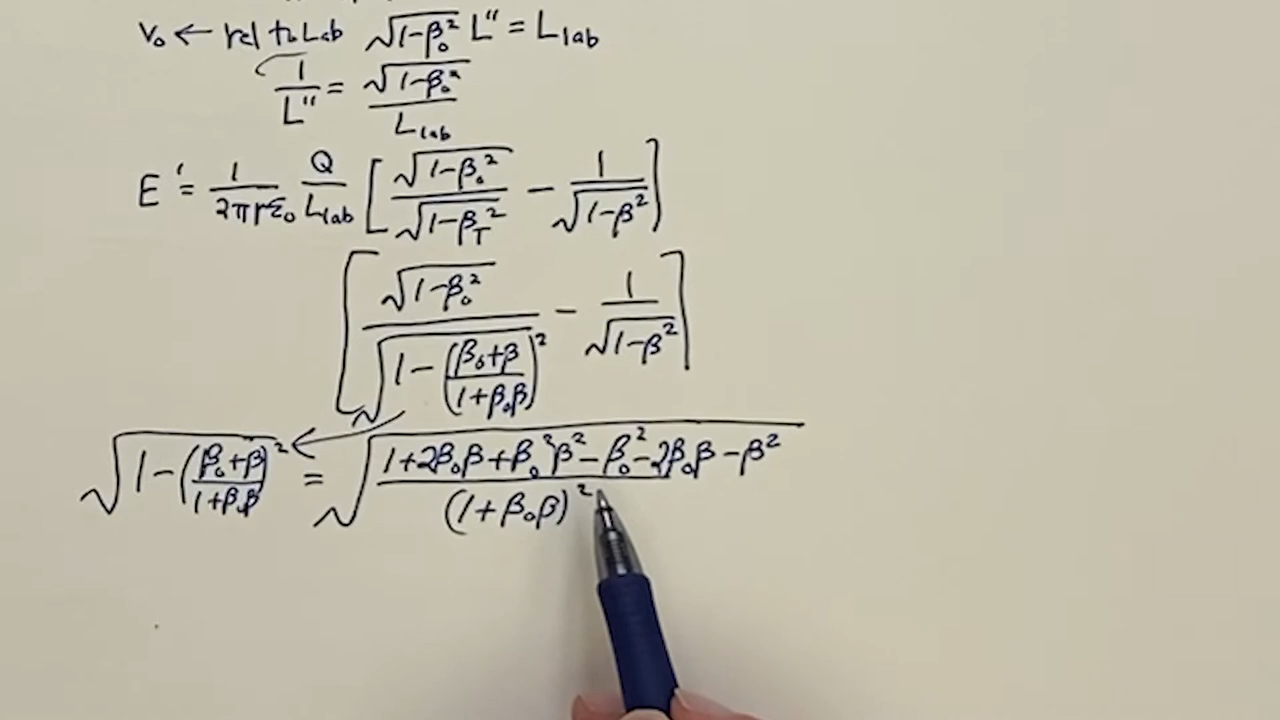 v₀ ← rel to Lab √(1-β₀²) L" = L_lab
1/L" = √(1-β₀²)/L_lab
E' = 1/(2πrε₀) Q/L_lab [√(1-β₀²)/√(1-β_T²) - 1/√(1-β²)]
[√(1-β₀²)/√(1-((β₀+β)/(1+β₀β))²) - 1/√(1-β²)]
√(1-((β₀+β)/(1+β₀β))²) = √((1+2β₀β+β₀²β²-β₀²-2β₀β-β²)/(1+β₀β)²)